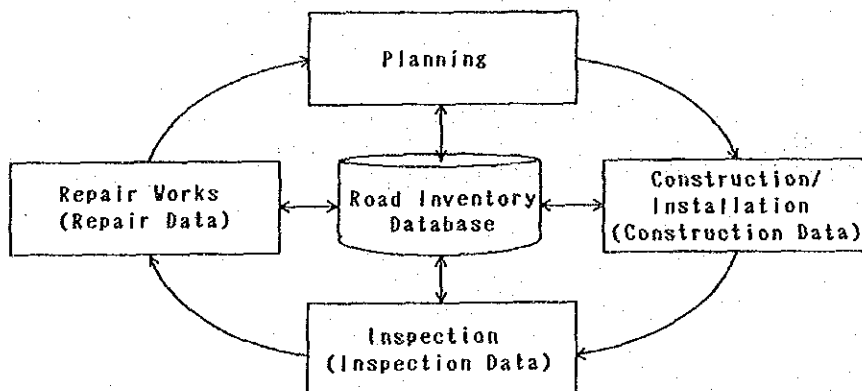 Planning
Repair Works
(Repair Data)
Road Inventory
Database
Construction/
Installation
(Construction Data)
Inspection
(Inspection Data)